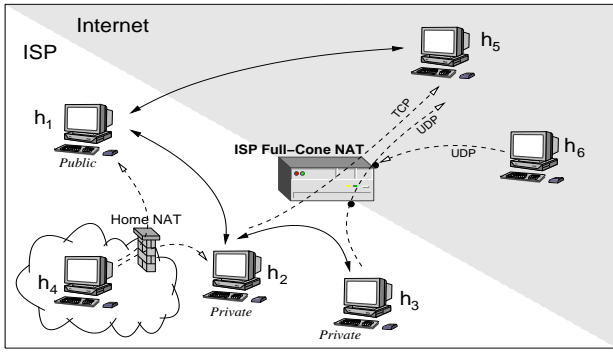 Internet
ISP
h5
h1
TCP
UDP
Public
ISP Full-Cone NAT
UDP
h6
Home NAT
h4
h2
Private
h3
Private